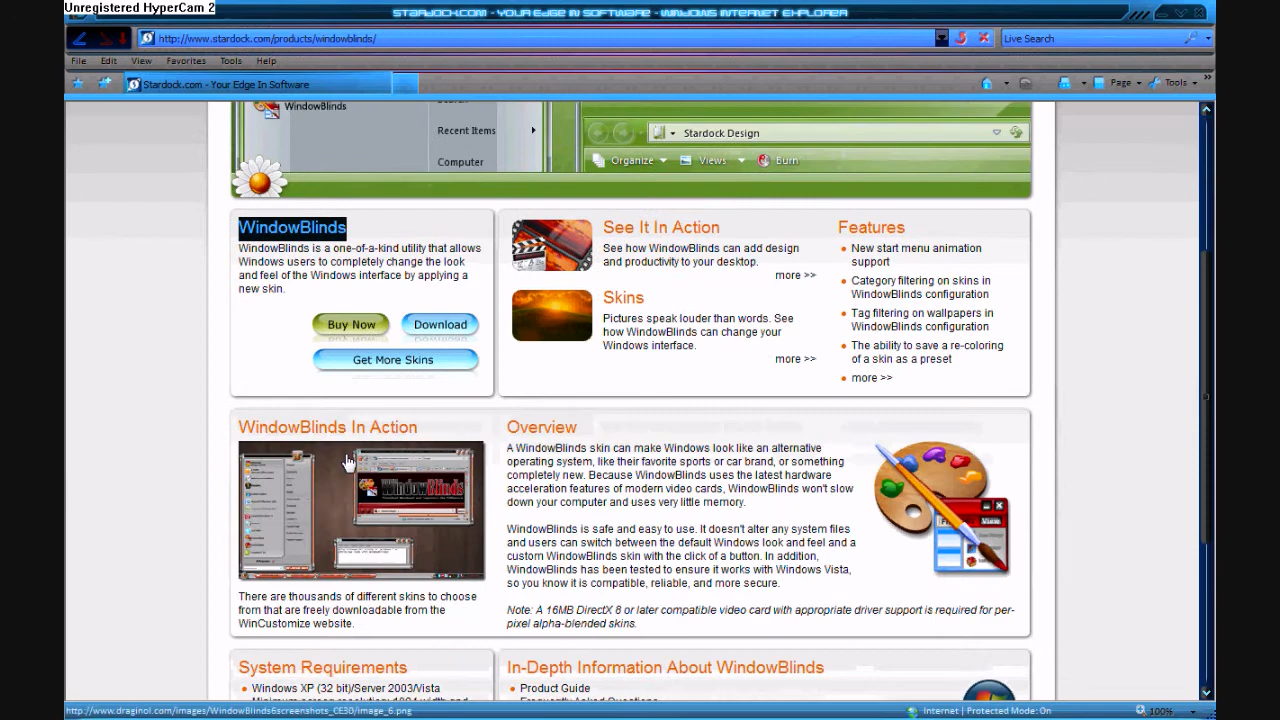 Unregistered HyperCam 2
Stardock.com - Your Edge In Software - Windows Internet Explorer
http://www.stardock.com/products/windowblinds/
Live Search
File Edit View Favorites Tools Help
Stardock.com - Your Edge In Software
Page Tools
WindowBlinds
Recent Items
Computer
Stardock Design
Organize Views Burn
WindowBlinds
WindowBlinds is a one-of-a-kind utility that allows
Windows users to completely change the look
and feel of the Windows interface by applying a
new skin.
Buy Now Download
Get More Skins
See It In Action
See how WindowBlinds can add design
and productivity to your desktop.
more >>
Skins
Pictures speak louder than words. See
how WindowBlinds can change your
Windows interface.
more >>
Features
New start menu animation
support
Category filtering on skins in
WindowBlinds configuration
Tag filtering on wallpapers in
WindowBlinds configuration
The ability to save a re-coloring
of a skin as a preset
more >>
WindowBlinds In Action
WindowBlinds
There are thousands of different skins to choose
from that are freely downloadable from the
WinCustomize website.
Overview
A WindowBlinds skin can make Windows look like an alternative
operating system, like their favorite sports or car brand, or something
completely new. Because WindowBlinds uses the latest hardware
acceleration features of modern video cards, WindowBlinds won't slow
down your computer and uses very little memory.
WindowBlinds is safe and easy to use. It doesn't alter any system files
and users can switch between the default Windows look and feel and a
custom WindowBlinds skin with the click of a button. In addition,
WindowBlinds has been tested to ensure it works with Windows Vista,
so you know it is compatible, reliable, and more secure.
Note: A 16MB DirectX 8 or later compatible video card with appropriate driver support is required for per-
pixel alpha-blended skins.
System Requirements
Windows XP (32 bit)/Server 2003/Vista
In-Depth Information About WindowBlinds
Product Guide
Frequently Asked Questions
http://www.draginol.com/images/WindowBlinds6screenshots_CE3D/image_6.png
Internet | Protected Mode: On
100%